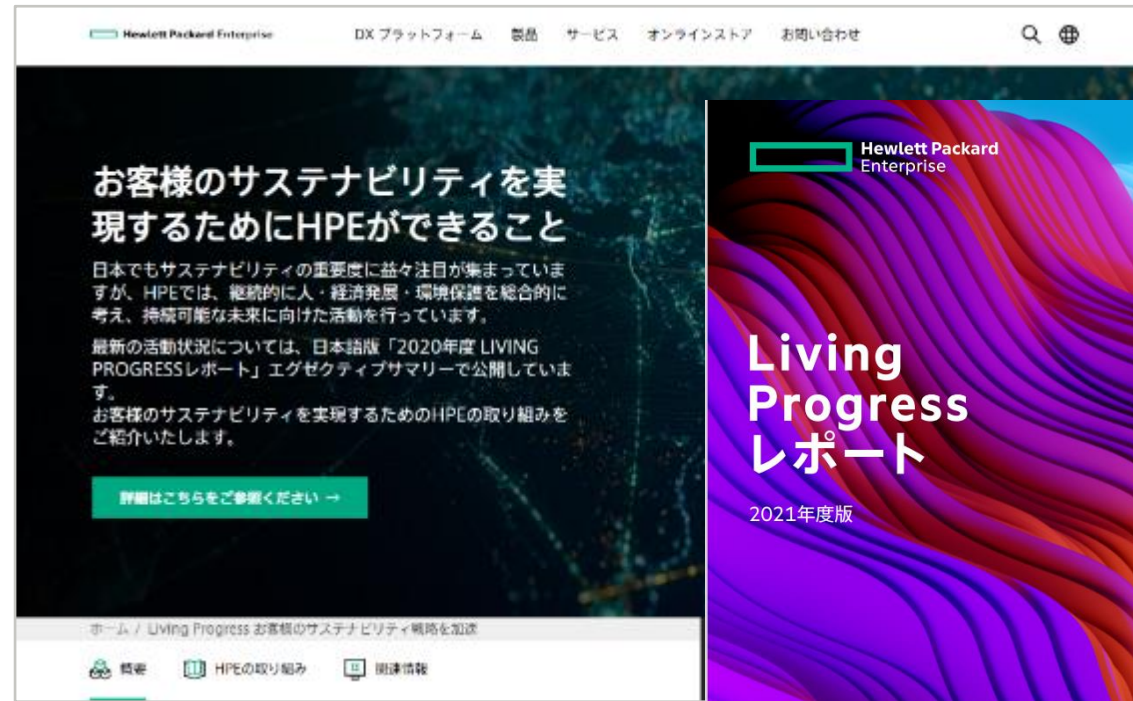 Hewlett Packard Enterprise
DX プラットフォーム 製品 サービス オンラインストア お問い合わせ
お客様のサステナビリティを実
現するためにHPEができること
日本でもサステナビリティの重要度に益々注目が集まっていま
すが、HPEでは、継続的に人・経済発展・環境保護を総合的に
考え、持続可能な未来に向けた活動を行っています。
最新の活動状況については、日本語版「2020年度 LIVING
PROGRESSレポート」エグゼクティブサマリーで公開していま
す。
お客様のサステナビリティを実現するためのHPEの取り組みを
ご紹介いたします。
詳細はこちらをご参照ください →
ホーム / Living Progress お客様のサステナビリティ戦略を加速
概要 HPEの取り組み 関連情報
Hewlett Packard
Enterprise
Living
Progress
レポート
2021年度版